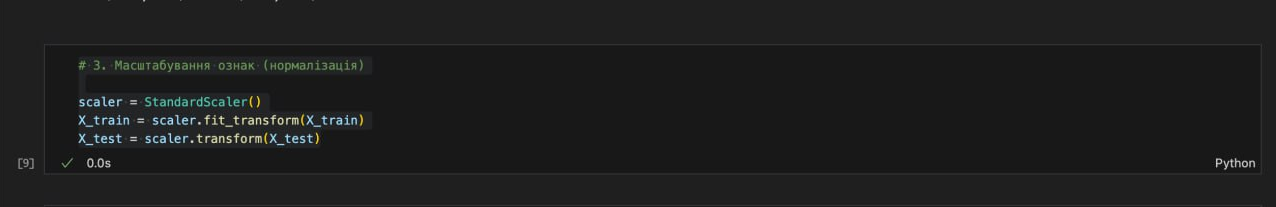 # 3. Масштабування ознак (нормалізація)
scaler = StandardScaler()
X_train = scaler.fit_transform(X_train)
X_test = scaler.transform(X_test)
[9] ✓ 0.0s Python